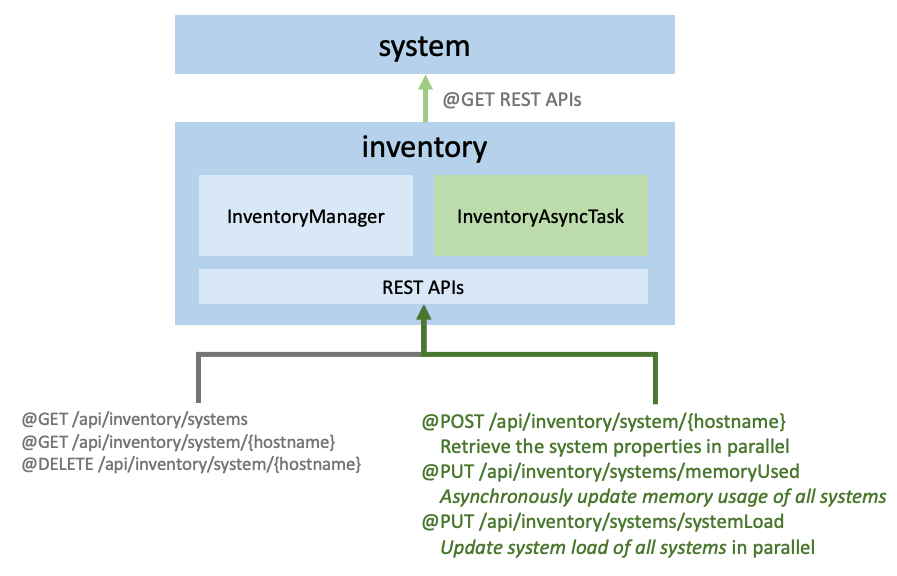 system
@GET REST APIs
inventory
InventoryManager
InventoryAsyncTask
REST APIs
@GET /api/inventory/systems
@GET /api/inventory/system/{hostname}
@DELETE /api/inventory/system/{hostname}
@POST /api/inventory/system/{hostname}
Retrieve the system properties in parallel
@PUT /api/inventory/systems/memoryUsed
Asynchronously update memory usage of all systems
@PUT /api/inventory/systems/systemLoad
Update system load of all systems in parallel